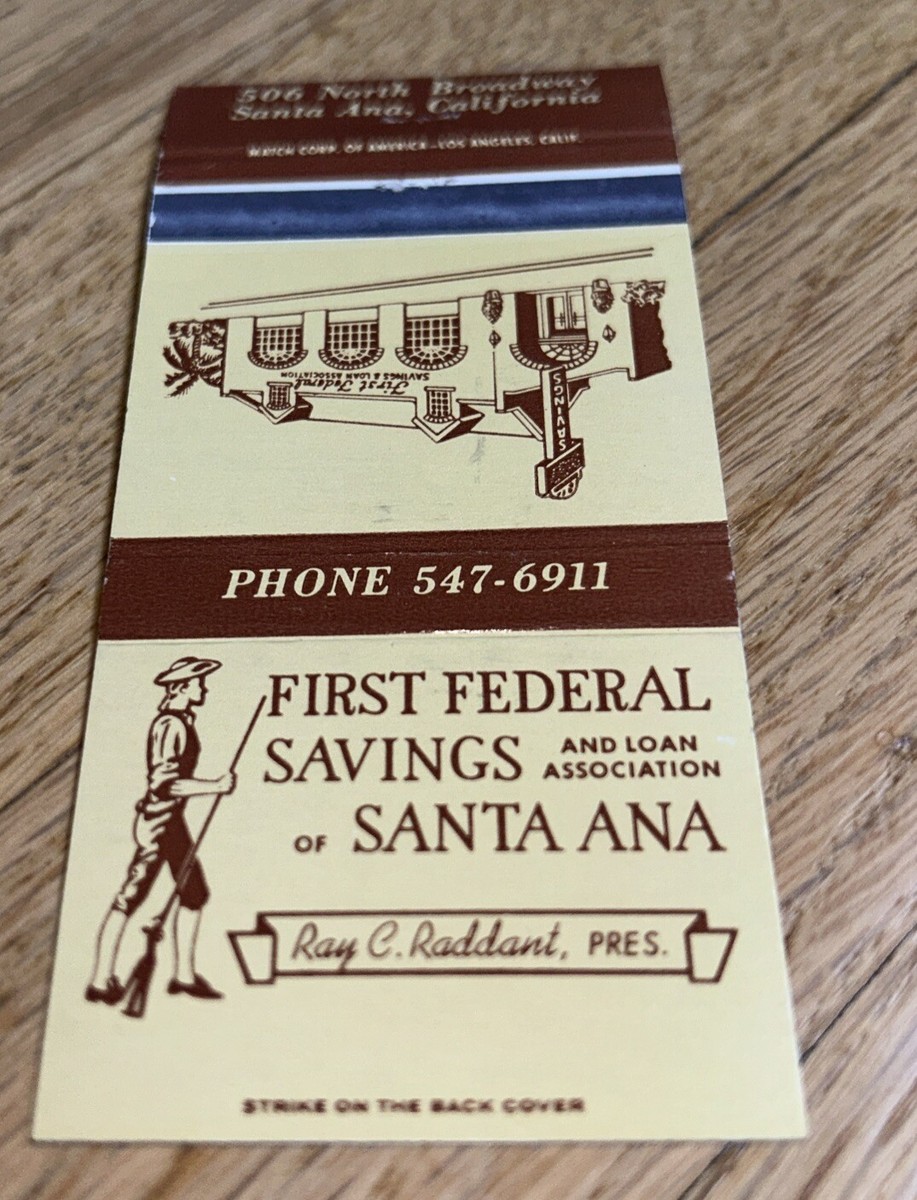 506 North Broadway
Santa Ana, California
MATCH CORP. OF AMERICA—LOS ANGELES, CALIF.
First Federal
SAVINGS & LOAN ASSOCIATION
SAVINGS
PHONE 547-6911
FIRST FEDERAL
SAVINGS AND LOAN
ASSOCIATION
OF SANTA ANA
Ray C. Raddant, PRES.
STRIKE ON THE BACK COVER